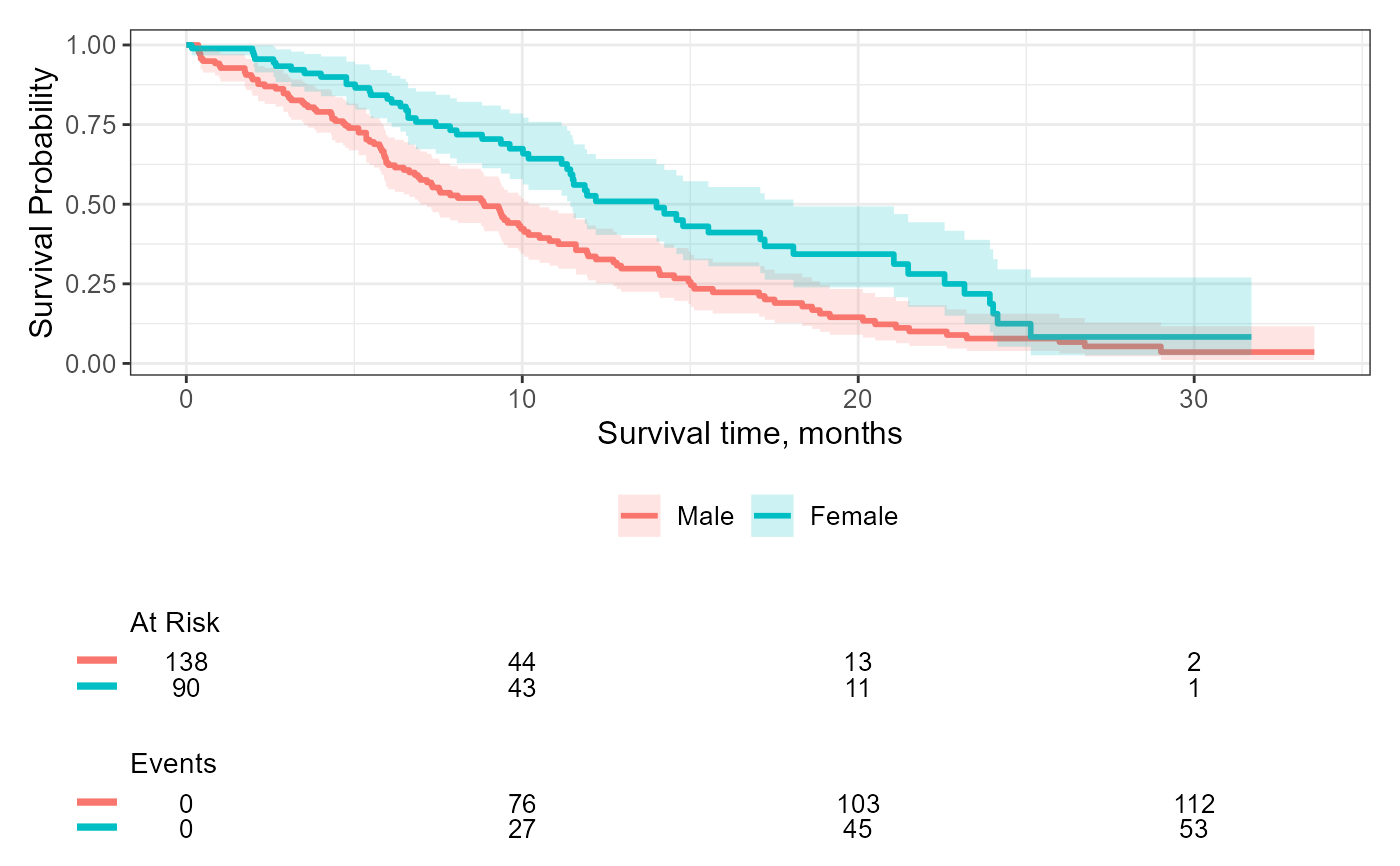 Survival Probability
1.00
0.75
0.50
0.25
0.00
0 10 20 30
Survival time, months
Male Female
At Risk
138 44 13 2
90 43 11 1
Events
0 76 103 112
0 27 45 53